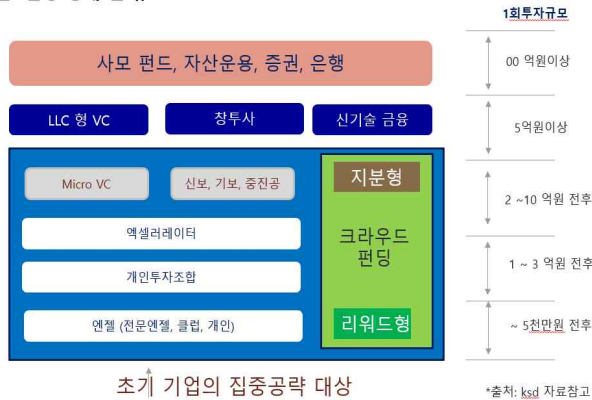 1회투자규모
사모 펀드, 자산운용, 증권, 은행
00 억원이상
LLC 형 VC
창투사
신기술 금융
5억원이상
Micro VC
신보, 기보, 중진공
지분형
2 ~10 억원 전후
엑셀러레이터
크라우드
펀딩
개인투자조합
1 ~ 3 억원 전후
엔젤 (전문엔젤, 클럽, 개인)
리워드형
~ 5천만원 전후
초기 기업의 집중공략 대상
*출처: ksd 자료참고